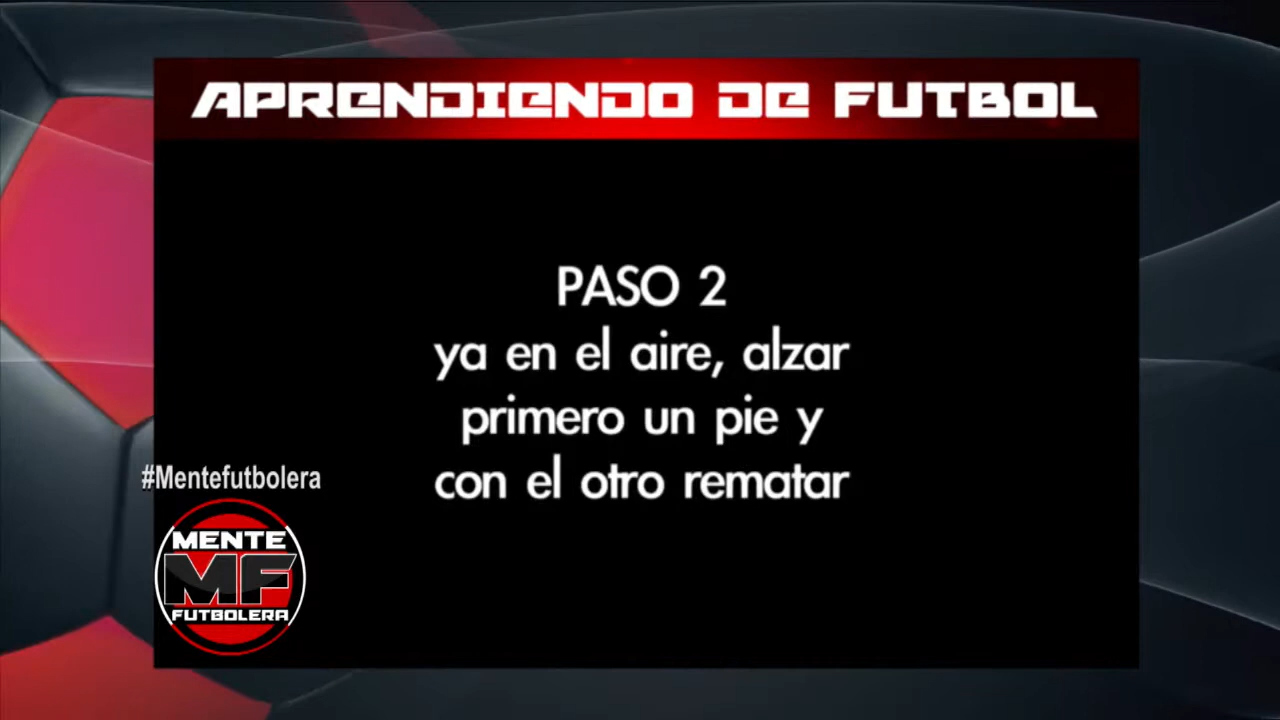 APRENDIENDO DE FUTBOL
PASO 2
ya en el aire, alzar
primero un pie y
con el otro rematar
#Mentefutbolera
MENTE
MF
FUTBOLERA